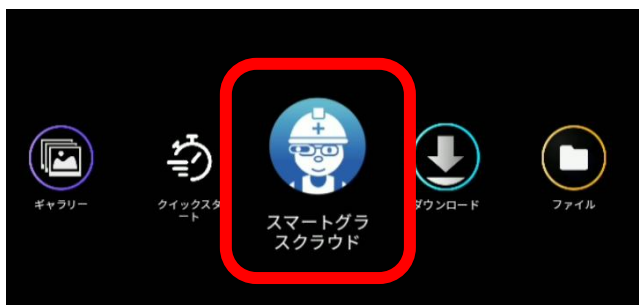 ギャラリー
クイックスタ
ート
スマートグラ
スクラウド
ダウンロード
ファイル